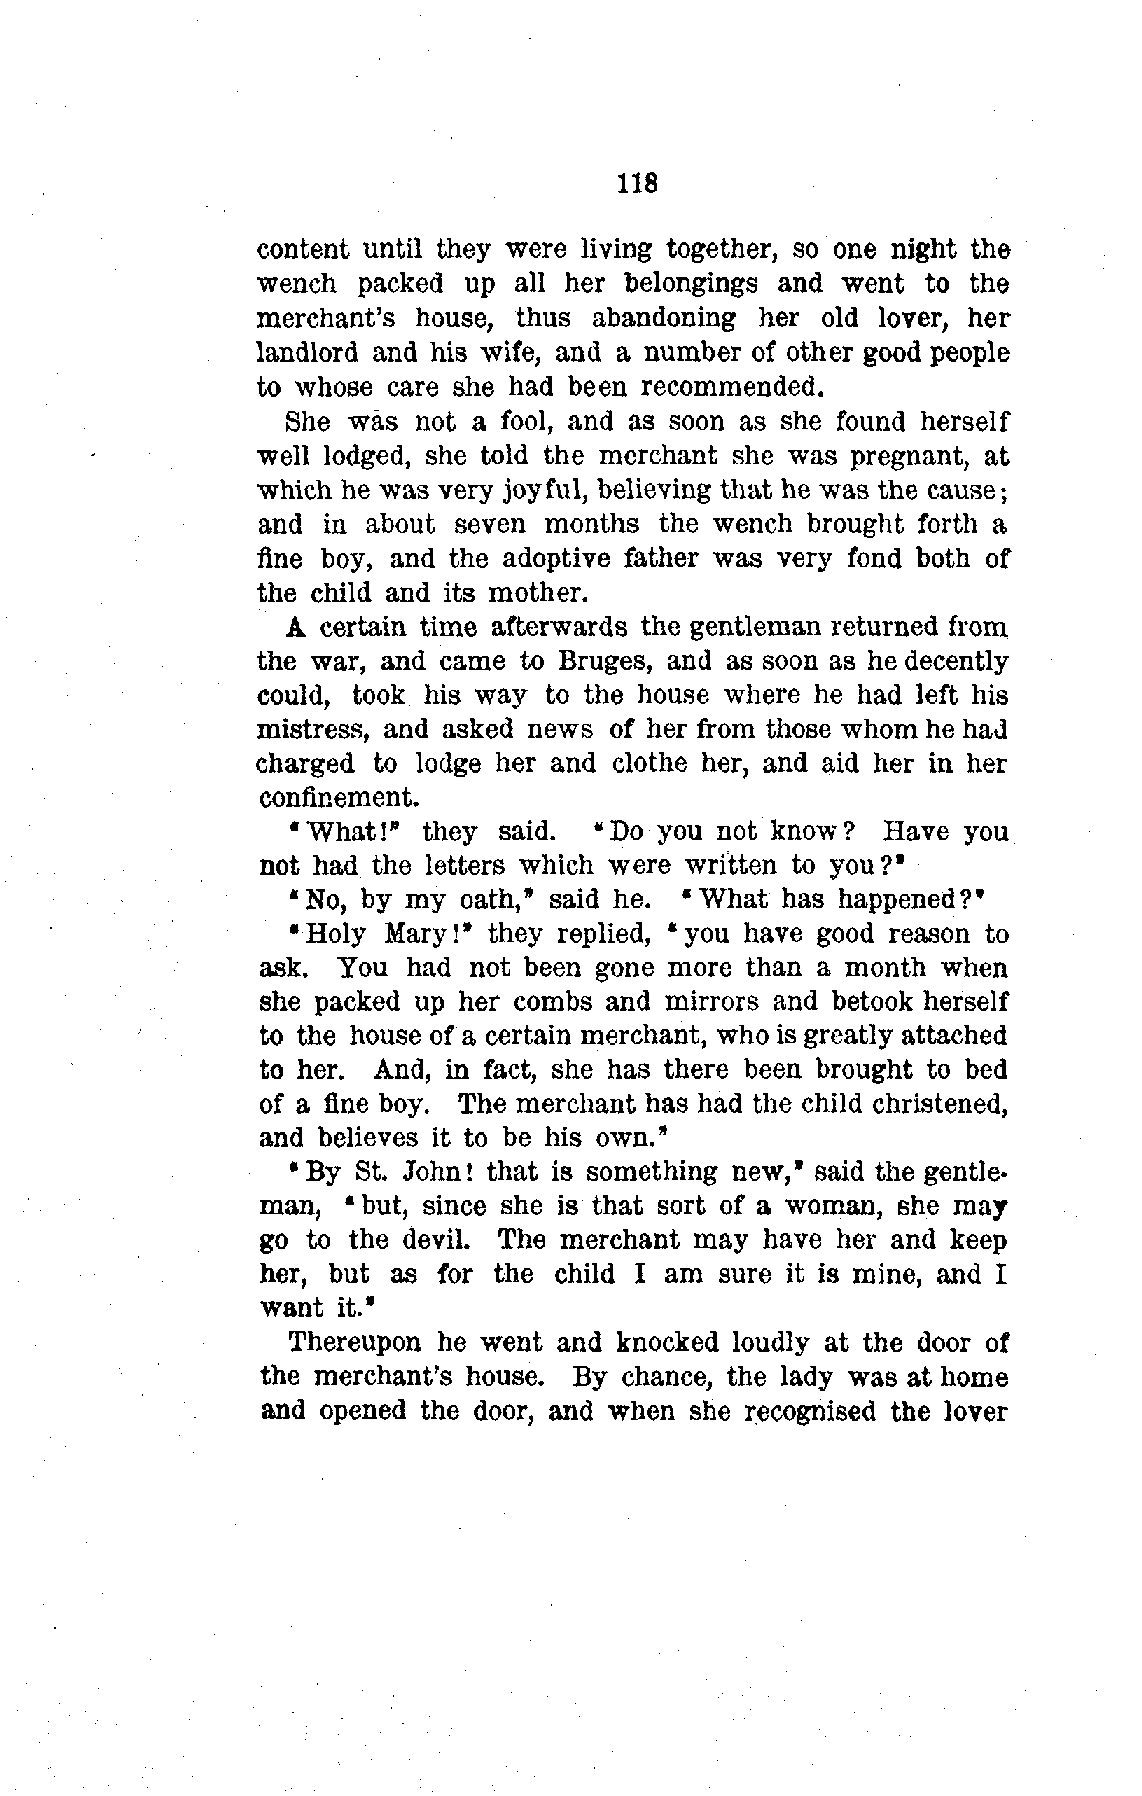 118
content until they were living together, so one night the
wench packed up all her belongings and went to the
merchant's house, thus abandoning her old lover, her
landlord and his wife, and a number of other good people
to whose care she had been recommended.
She was not a fool, and as soon as she found herself
well lodged, she told the merchant she was pregnant, at
which he was very joyful, believing that he was the cause;
and in about seven months the wench brought forth a
fine boy, and the adoptive father was very fond both of
the child and its mother.
A certain time afterwards the gentleman returned from
the war, and came to Bruges, and as soon as he decently
could, took his way to the house where he had left his
mistress, and asked news of her from those whom he had
charged to lodge her and clothe her, and aid her in her
confinement.
"What!" they said. "Do you not know? Have you
not had the letters which were written to you?"
"No, by my oath," said he. "What has happened?"
"Holy Mary!" they replied, "you have good reason to
ask. You had not been gone more than a month when
she packed up her combs and mirrors and betook herself
to the house of a certain merchant, who is greatly attached
to her. And, in fact, she has there been brought to bed
of a fine boy. The merchant has had the child christened,
and believes it to be his own."
"By St. John! that is something new," said the gentle-
man, "but, since she is that sort of a woman, she may
go to the devil. The merchant may have her and keep
her, but as for the child I am sure it is mine, and I
want it."
Thereupon he went and knocked loudly at the door of
the merchant's house. By chance, the lady was at home
and opened the door, and when she recognised the lover